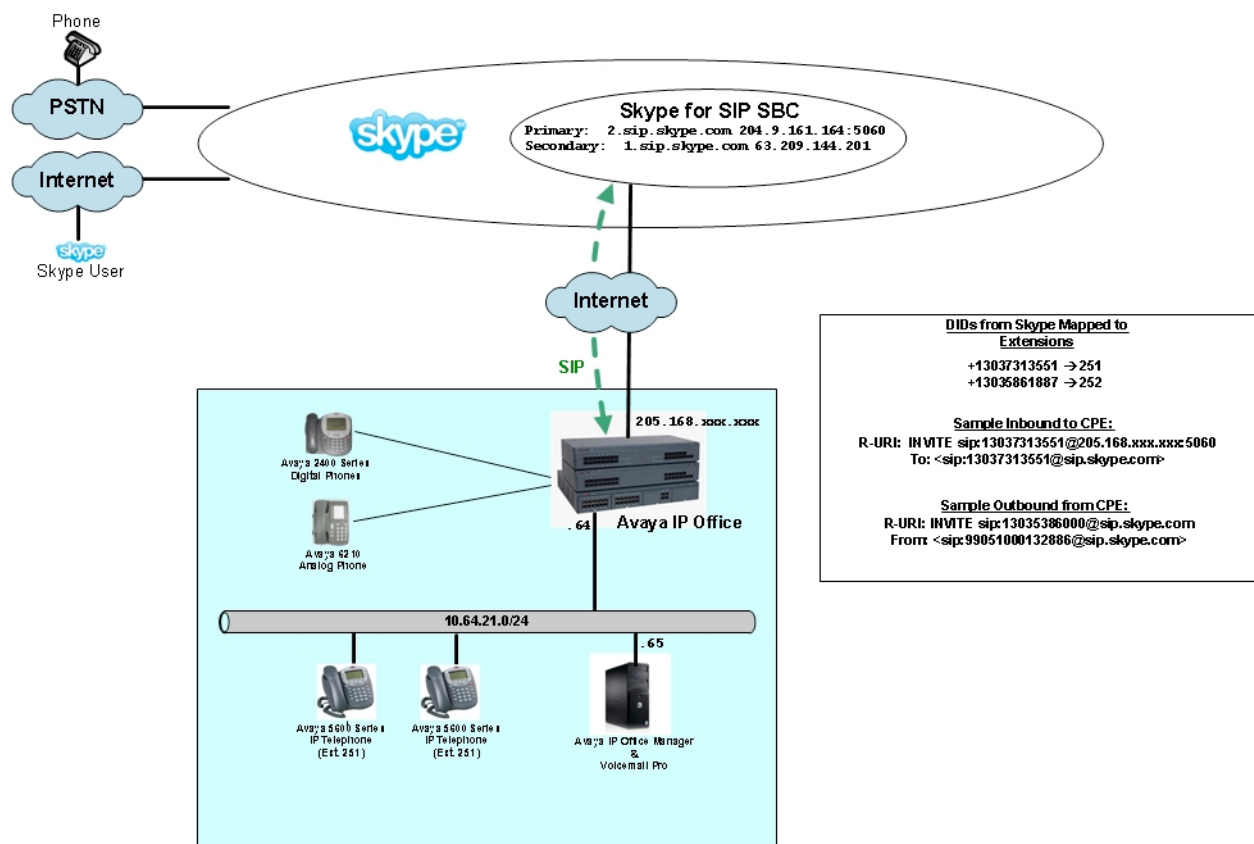 Phone
PSTN
Internet
skype
Skype User
skype™
Skype for SIP SBC
Primary: 2.sip.skype.com 204.9.161.164:5060
Secondary: 1.sip.skype.com 63.209.144.201
Internet
SIP
205.168.xxx.xxx
Avaya 2400 Series
Digital Phones
Avaya 6210
Analog Phone
.64
Avaya IP Office
10.64.21.0/24
.65
Avaya 5600 Series
IP Telephone
(Ext. 251)
Avaya 5600 Series
IP Telephone
(Ext. 251)
Avaya IP Office Manager
&
Voicemail Pro
DIDs from Skype Mapped to
Extensions
+13037313551 →251
+13035861887 →252
Sample Inbound to CPE:
R-URI: INVITE sip:13037313551@205.168.xxx.xxx:5060
To: <sip:13037313551@sip.skype.com>
Sample Outbound from CPE:
R-URI: INVITE sip:13035386000@sip.skype.com
From: <sip:99051000132886@sip.skype.com>